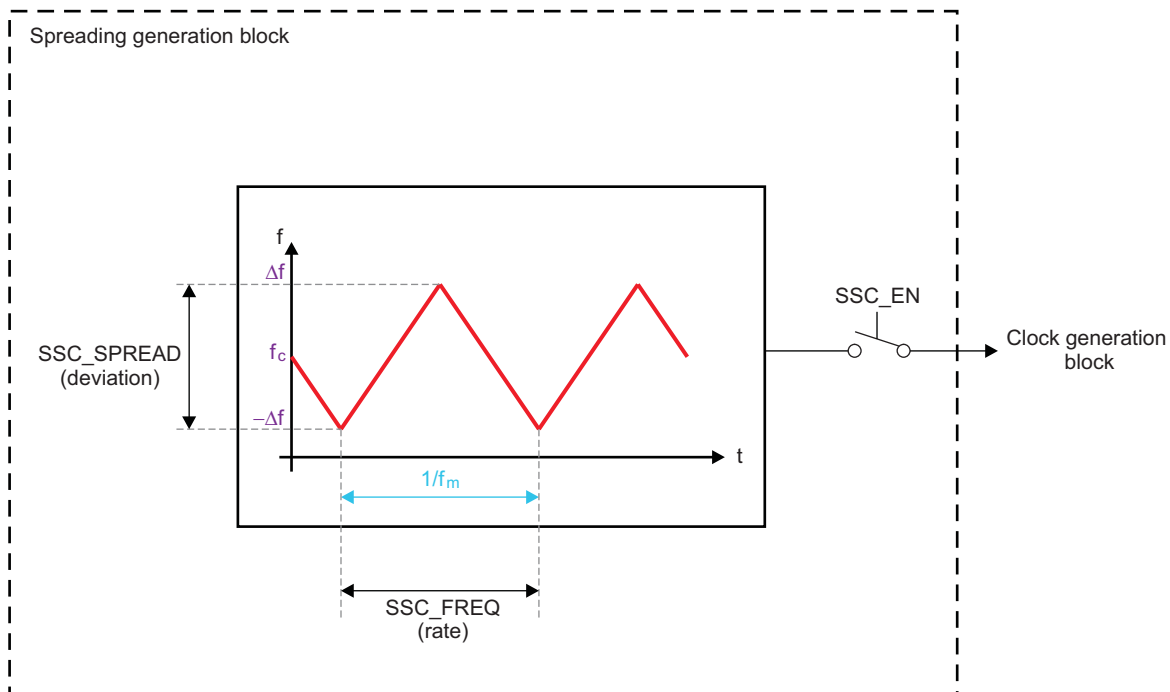 Spreading generation block
f
Δf
SSC_EN
SSC_SPREAD
(deviation)
fc
Clock generation
block
−Δf
t
1/fm
SSC_FREQ
(rate)